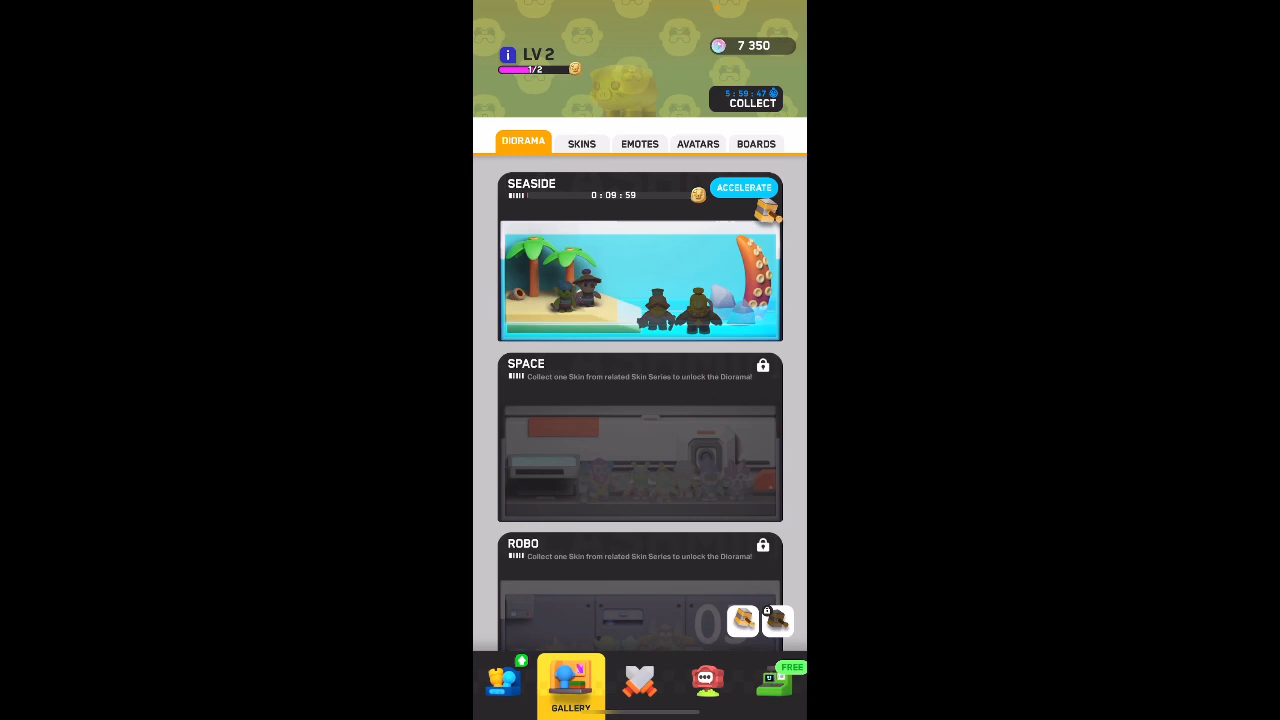 i LV 2
7 350
1/2
5 : 59 : 47
COLLECT
DIORAMA SKINS EMOTES AVATARS BOARDS
SEASIDE
ACCELERATE
0 : 09 : 59
SPACE
Collect one Skin from related Skin Series to unlock the Diorama!
ROBO
Collect one Skin from related Skin Series to unlock the Diorama!
FREE
GALLERY